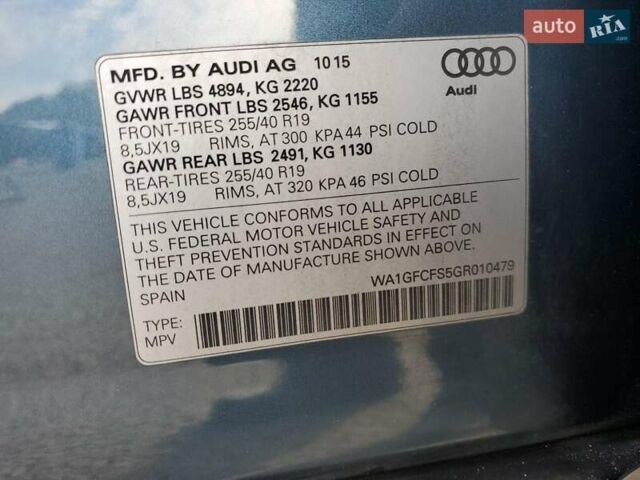 auto RIA.com
MFD. BY AUDI AG 10 15
GVWR LBS 4894, KG 2220
GAWR FRONT LBS 2546, KG 1155
FRONT-TIRES 255/40 R19
8,5JX19 RIMS, AT 300 KPA 44 PSI COLD
GAWR REAR LBS 2491, KG 1130
REAR-TIRES 255/40 R19
8,5JX19 RIMS, AT 320 KPA 46 PSI COLD
Audi
THIS VEHICLE CONFORMS TO ALL APPLICABLE
U.S. FEDERAL MOTOR VEHICLE SAFETY AND
THEFT PREVENTION STANDARDS IN EFFECT ON
THE DATE OF MANUFACTURE SHOWN ABOVE.
SPAIN
WA1GFCFS5GR010479
TYPE:
MPV